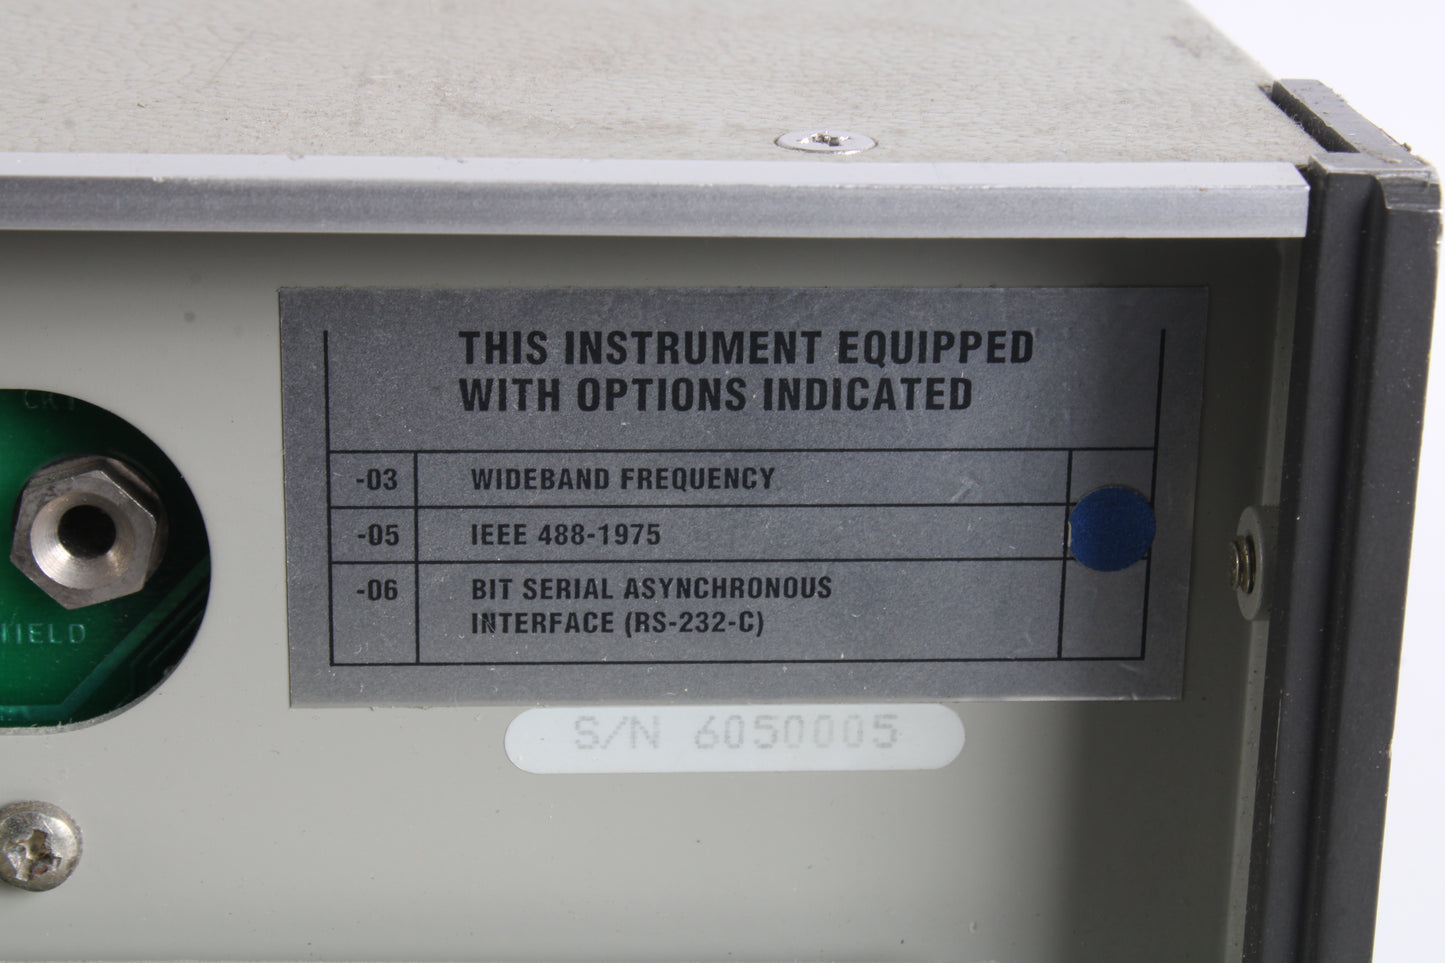 THIS INSTRUMENT EQUIPPED
WITH OPTIONS INDICATED
-03 WIDEBAND FREQUENCY
-05 IEEE 488-1975
-06 BIT SERIAL ASYNCHRONOUS
INTERFACE (RS-232-C)
S/N 6050005